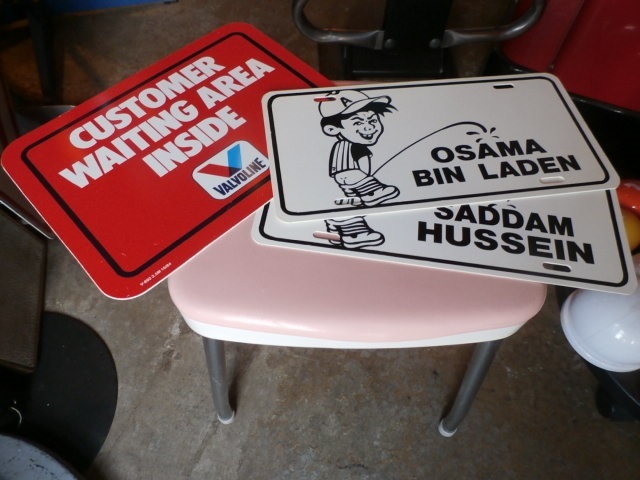 CUSTOMER
WAITING AREA
INSIDE
VALVOLINE
OSAMA
BIN LADEN
SADDAM
HUSSEIN